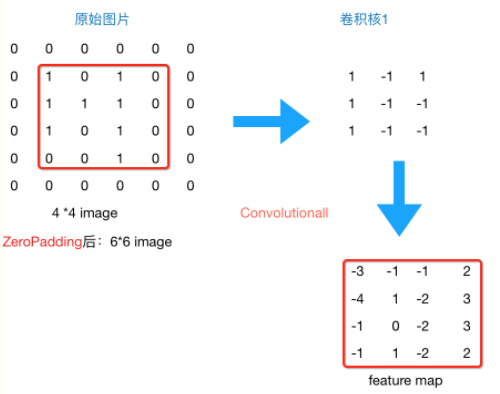 原始图片
卷积核1
0 0 0 0 0 0
0 1 0 1 0 0
0 1 1 1 0 0
0 1 0 1 0 0
0 0 0 1 0 0
0 0 0 0 0 0
1 -1 1
1 -1 -1
1 -1 -1
4 *4 image
Convolutionall
ZeroPadding后：6*6 image
-3 -1 -1 2
-4 1 -2 3
-1 0 -2 3
-1 1 -2 2
feature map